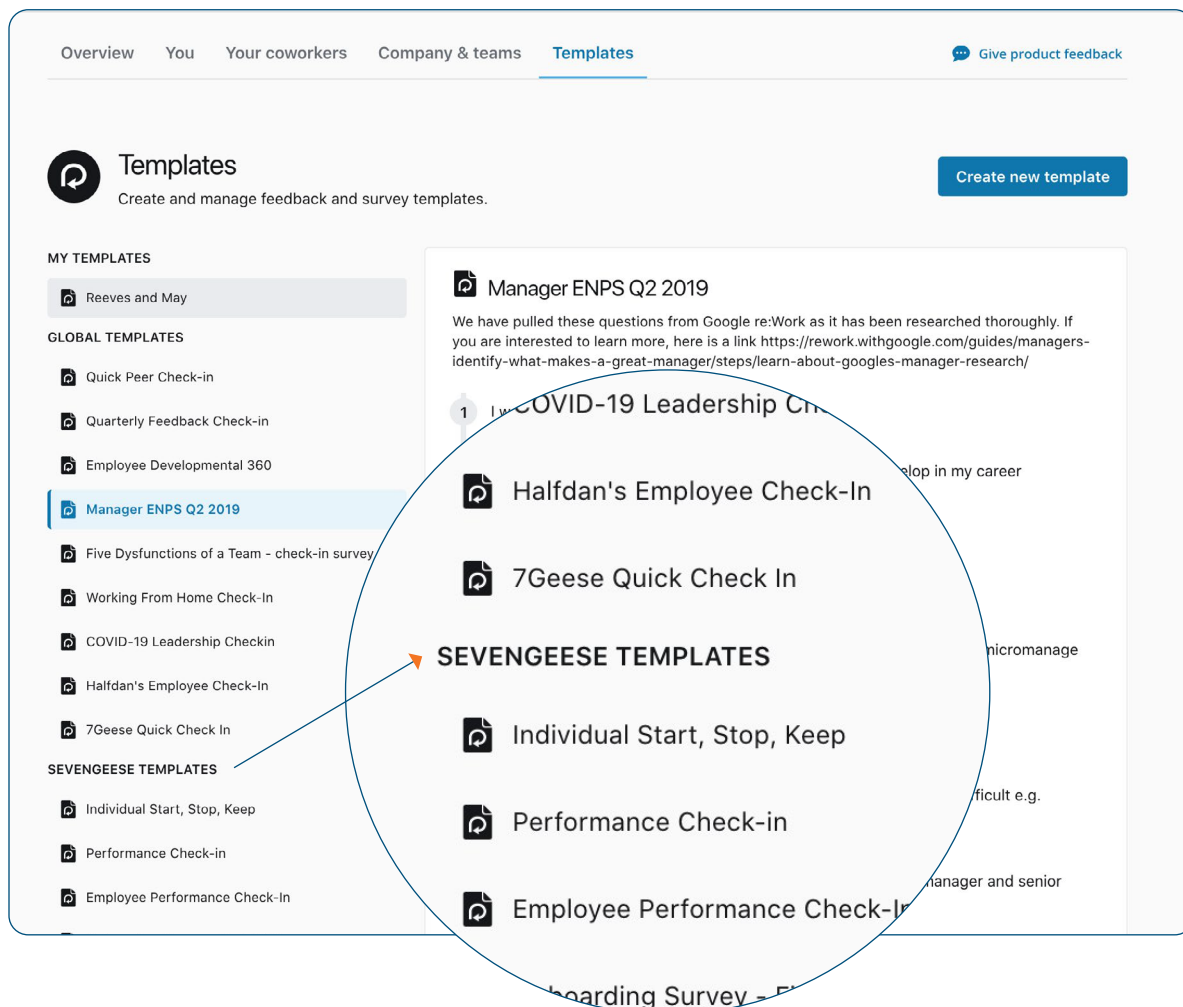 Overview You Your coworkers Company & teams Templates Give product feedback
Templates
Create and manage feedback and survey templates.
Create new template
MY TEMPLATES
Reeves and May
GLOBAL TEMPLATES
Quick Peer Check-in
Quarterly Feedback Check-in
Employee Developmental 360
Manager ENPS Q2 2019
Five Dysfunctions of a Team - check-in survey
Working From Home Check-In
COVID-19 Leadership Checkin
Halfdan's Employee Check-In
7Geese Quick Check In
SEVENGEESE TEMPLATES
Individual Start, Stop, Keep
Performance Check-in
Employee Performance Check-In
Manager ENPS Q2 2019
We have pulled these questions from Google re:Work as it has been researched thoroughly. If
you are interested to learn more, here is a link https://rework.withgoogle.com/guides/managers-
identify-what-makes-a-great-manager/steps/learn-about-googles-manager-research/
1 I
in my career
micromanage
e.g.
manager and senior
COVID-19 Leadership
Halfdan's Employee Check-In
7Geese Quick Check In
SEVENGEESE TEMPLATES
Individual Start, Stop, Keep
Performance Check-in
Employee Performance Check-In
Survey -